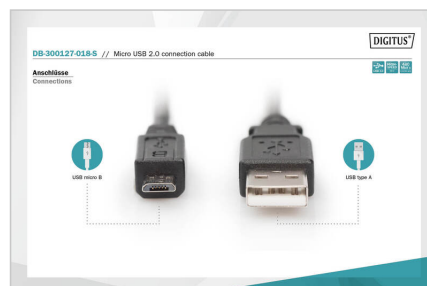 DIGITUS®
DB-300127-018-S // Micro USB 2.0 connection cable
Anschlüsse
Connections
USB micro B
USB type A